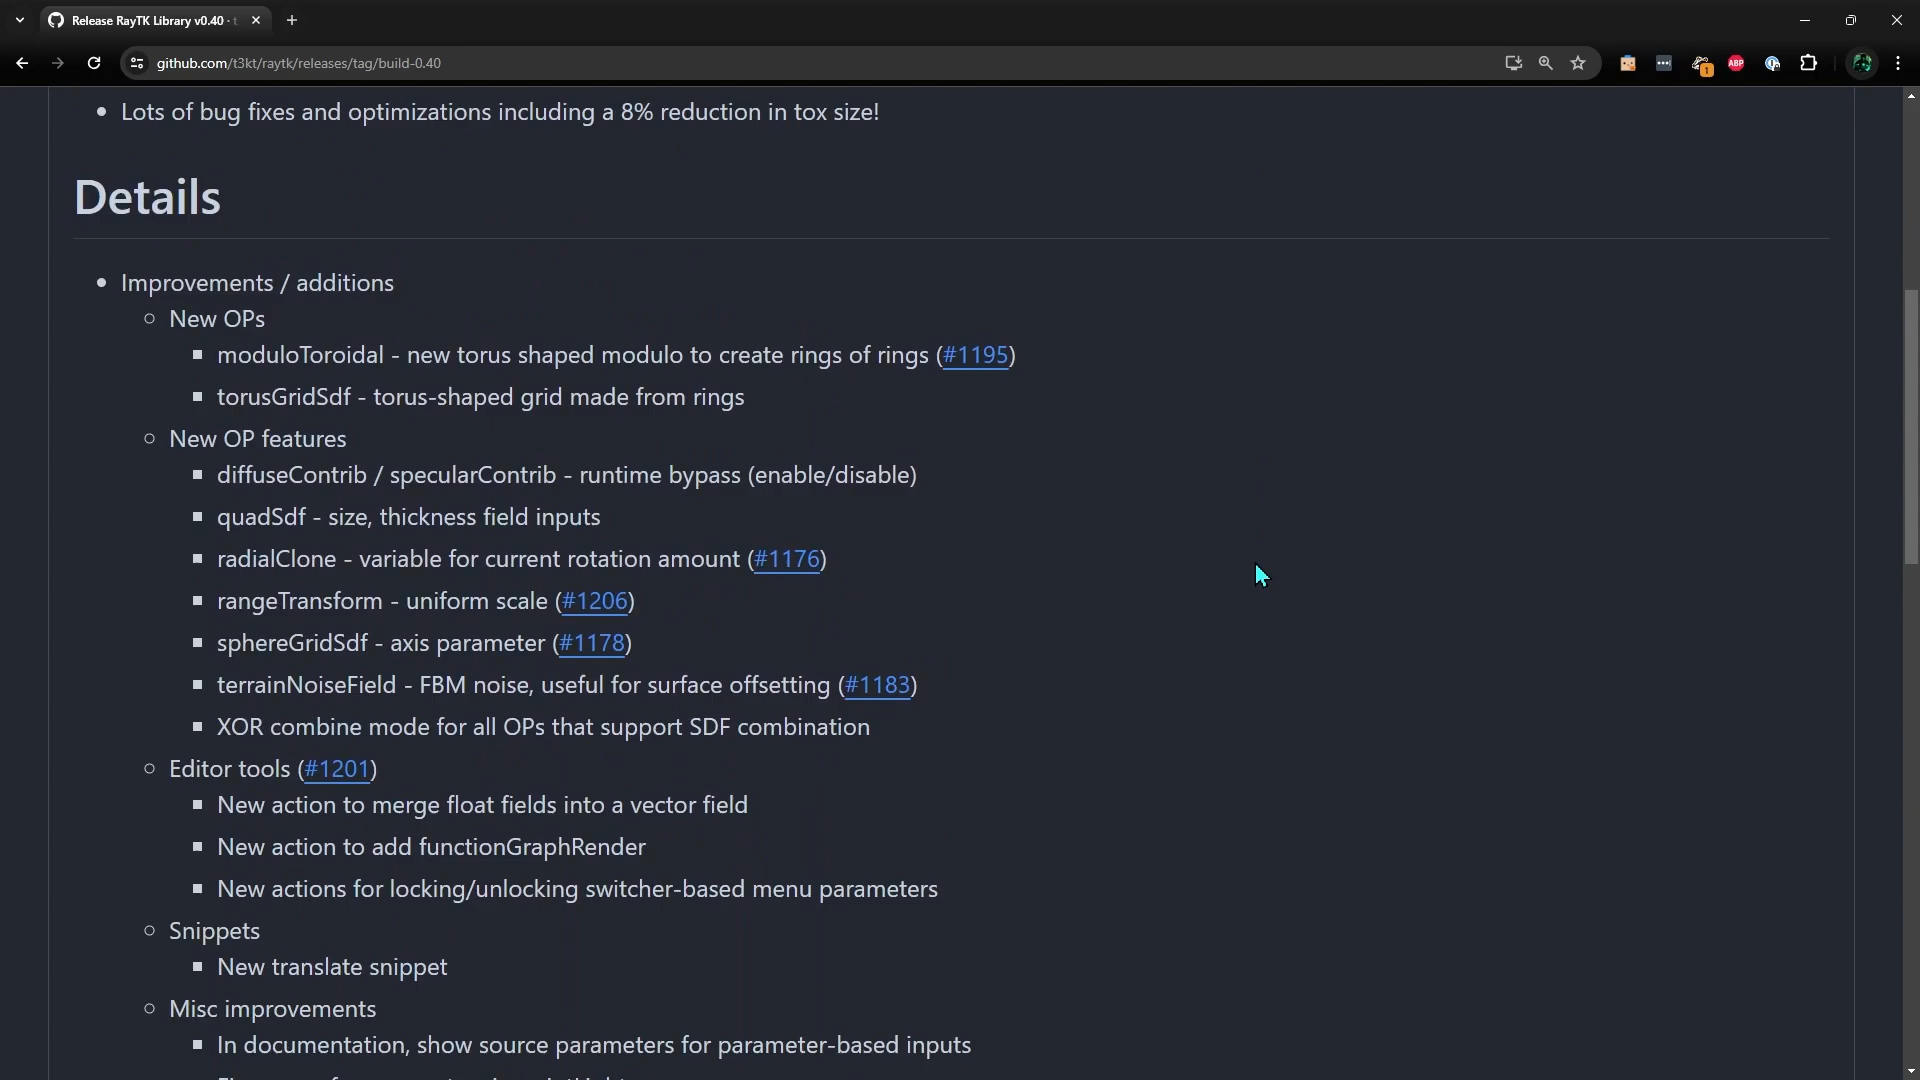 Release RayTK Library v0.40 · t
github.com/t3kt/raytk/releases/tag/build-0.40
1
ABP
Lots of bug fixes and optimizations including a 8% reduction in tox size!
Details
Improvements / additions
New OPs
moduloToroidal - new torus shaped modulo to create rings of rings (#1195)
torusGridSdf - torus-shaped grid made from rings
New OP features
diffuseContrib / specularContrib - runtime bypass (enable/disable)
quadSdf - size, thickness field inputs
radialClone - variable for current rotation amount (#1176)
rangeTransform - uniform scale (#1206)
sphereGridSdf - axis parameter (#1178)
terrainNoiseField - FBM noise, useful for surface offsetting (#1183)
XOR combine mode for all OPs that support SDF combination
Editor tools (#1201)
New action to merge float fields into a vector field
New action to add functionGraphRender
New actions for locking/unlocking switcher-based menu parameters
Snippets
New translate snippet
Misc improvements
In documentation, show source parameters for parameter-based inputs